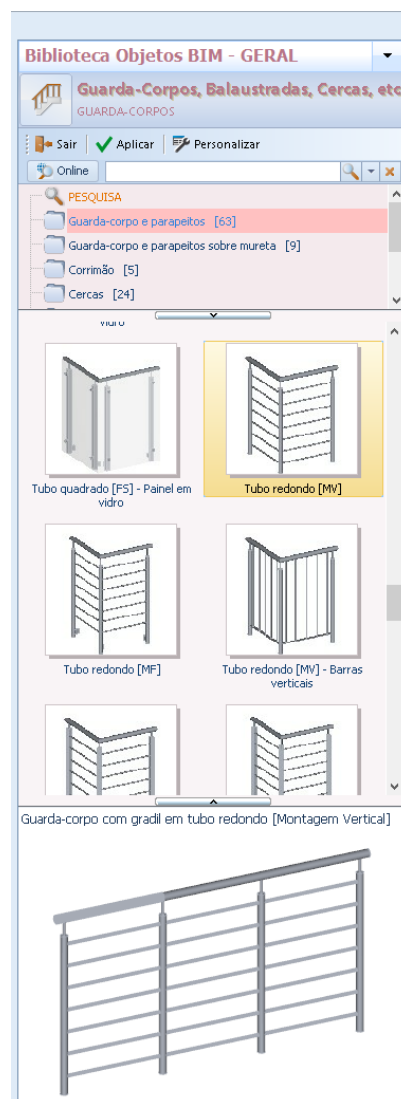 Biblioteca Objetos BIM - GERAL
Guarda-Corpos, Balaustradas, Cercas, etc
GUARDA-CORPOS
Sair Aplicar Personalizar
Online
PESQUISA
Guarda-corpo e parapeitos [63]
Guarda-corpo e parapeitos sobre mureta [9]
Corrimão [5]
Cercas [24]
vidro
Tubo quadrado [FS] - Painel em
vidro
Tubo redondo [MV]
Tubo redondo [MF]
Tubo redondo [MV] - Barras
verticais
Guarda-corpo com gradil em tubo redondo [Montagem Vertical]